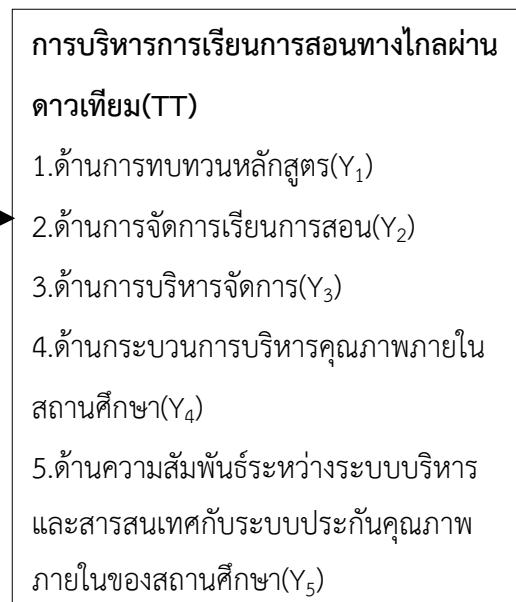 การบริหารการเรียนการสอนทางไกลผ่าน
ดาวเทียม(TT)
1.ด้านการทบทวนหลักสูตร(Y₁)
2.ด้านการจัดการเรียนการสอน(Y₂)
3.ด้านการบริหารจัดการ(Y₃)
4.ด้านกระบวนการบริหารคุณภาพภายใน
สถานศึกษา(Y₄)
5.ด้านความสัมพันธ์ระหว่างระบบบริหาร
และสารสนเทศกับระบบประกันคุณภาพ
ภายในของสถานศึกษา(Y₅)